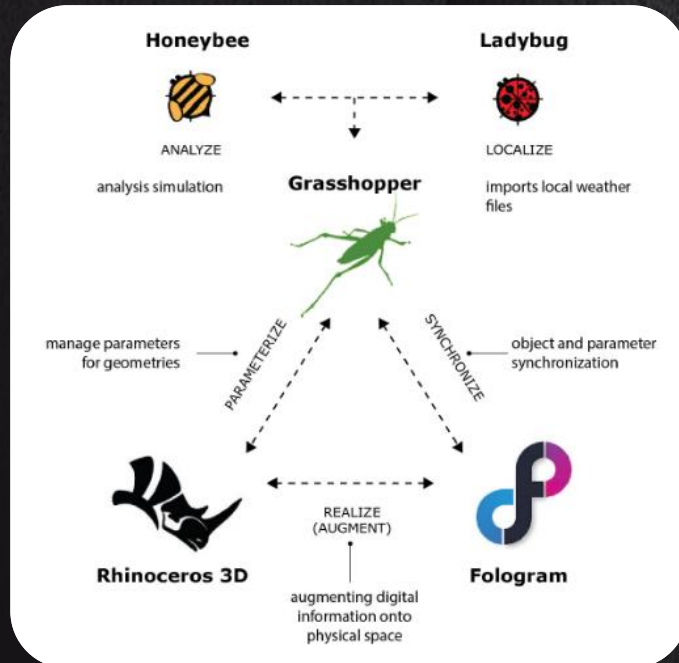 Honeybee
Ladybug
ANALYZE
LOCALIZE
analysis simulation
Grasshopper
imports local weather
files
manage parameters
for geometries
PARAMETERIZE
SYNCHRONIZE
object and parameter
synchronization
REALIZE
(AUGMENT)
Rhinoceros 3D
Fologram
augmenting digital
information onto
physical space